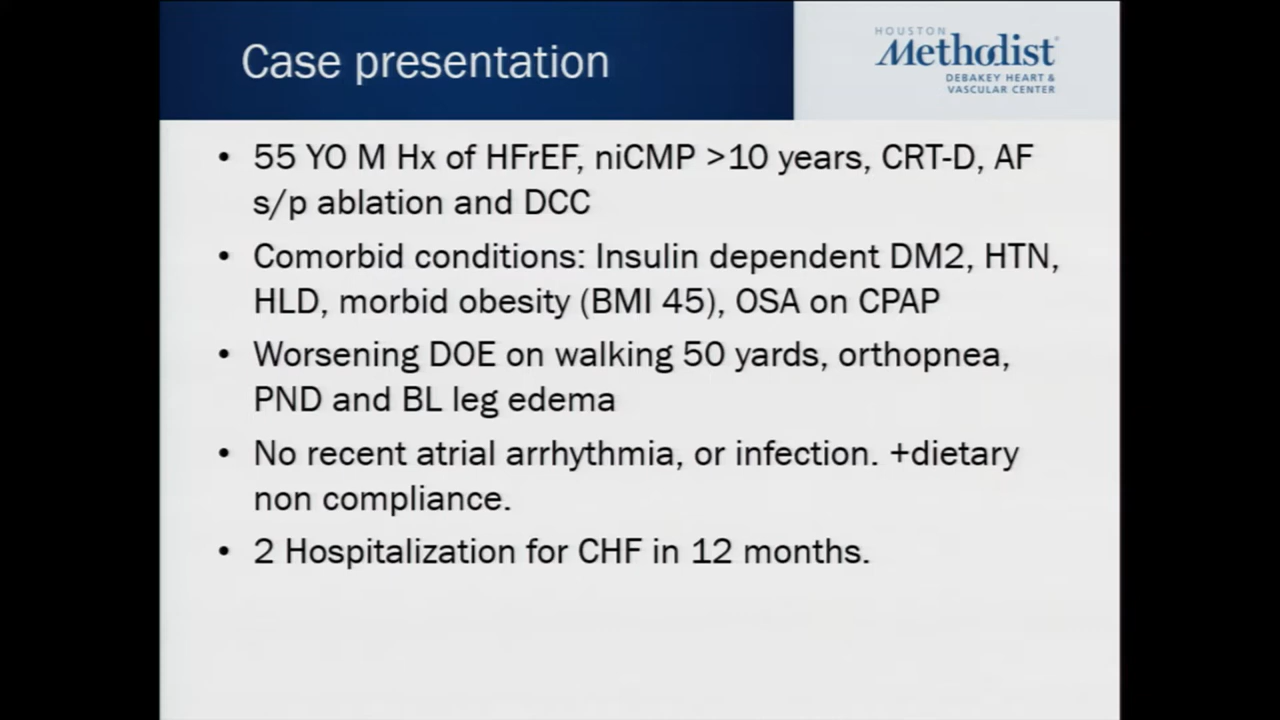 Case presentation
HOUSTON
Methodist
DEBAKEY HEART &
VASCULAR CENTER
• 55 YO M Hx of HFrEF, niCMP >10 years, CRT-D, AF
s/p ablation and DCC
• Comorbid conditions: Insulin dependent DM2, HTN,
HLD, morbid obesity (BMI 45), OSA on CPAP
• Worsening DOE on walking 50 yards, orthopnea,
PND and BL leg edema
• No recent atrial arrhythmia, or infection. +dietary
non compliance.
• 2 Hospitalization for CHF in 12 months.